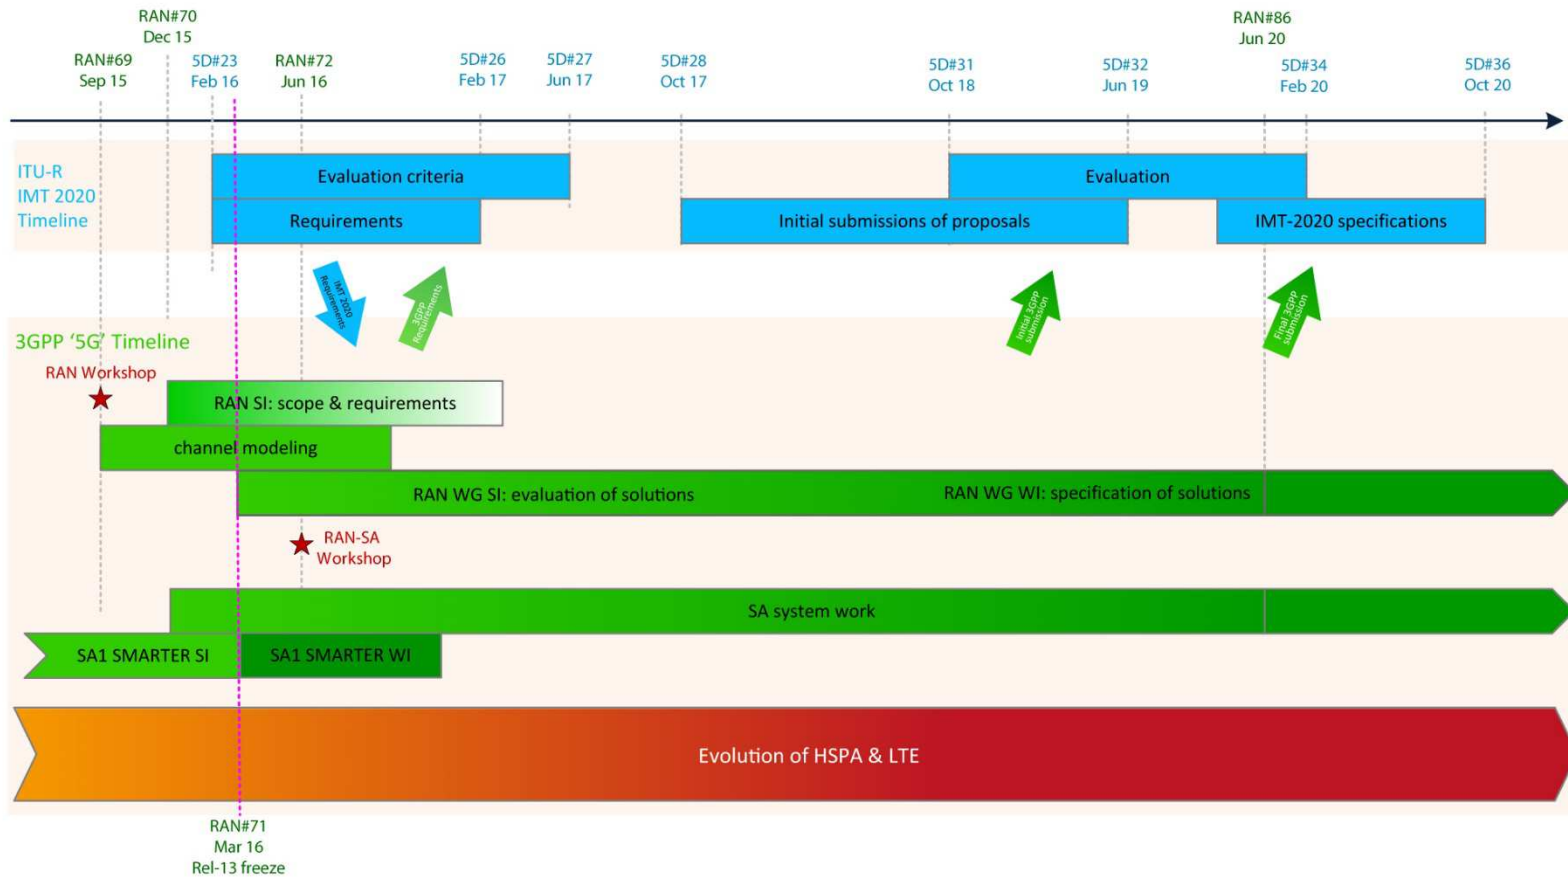 RAN#70
Dec 15
RAN#86
Jun 20
RAN#69
Sep 15
5D#23
Feb 16
RAN#72
Jun 16
5D#26
Feb 17
5D#27
Jun 17
5D#28
Oct 17
5D#31
Oct 18
5D#32
Jun 19
5D#34
Feb 20
5D#36
Oct 20
ITU-R
IMT 2020
Timeline
Evaluation criteria
Evaluation
Requirements
Initial submissions of proposals
IMT-2020 specifications
IMT 2020
Requirements
3GPP
Requirements
Initial 3GPP
submission
Final 3GPP
submission
3GPP ‘5G’ Timeline
RAN Workshop
RAN SI: scope & requirements
channel modeling
RAN WG SI: evaluation of solutions
RAN WG WI: specification of solutions
RAN-SA
Workshop
SA system work
SA1 SMARTER SI
SA1 SMARTER WI
Evolution of HSPA & LTE
RAN#71
Mar 16
Rel-13 freeze